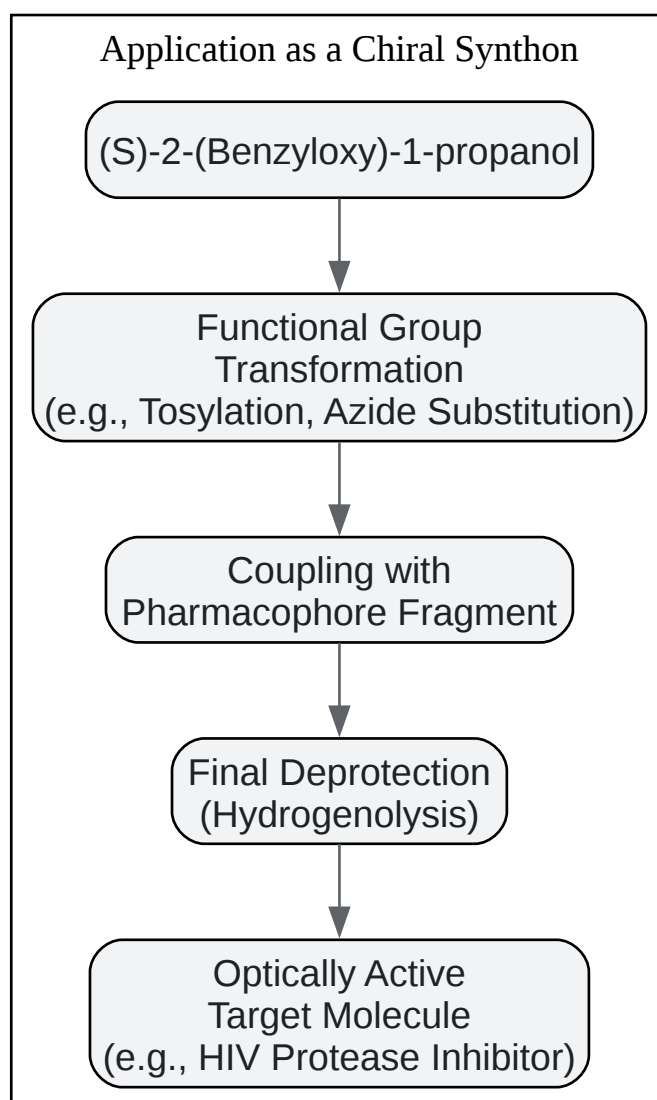 Application as a Chiral Synthon
(S)-2-(Benzyloxy)-1-propanol
Functional Group
Transformation
(e.g., Tosylation, Azide Substitution)
Coupling with
Pharmacophore Fragment
Final Deprotection
(Hydrogenolysis)
Optically Active
Target Molecule
(e.g., HIV Protease Inhibitor)